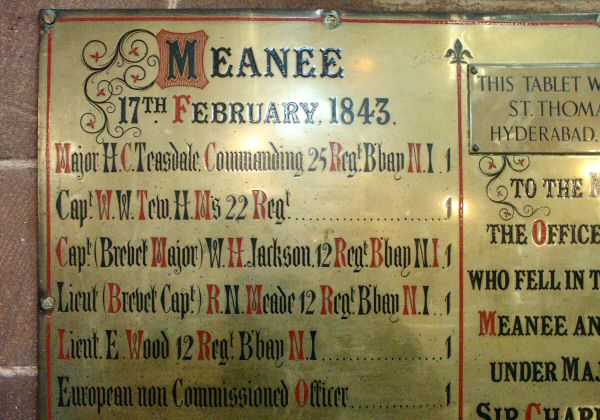 MEANEE
17TH FEBRUARY, 1843.
Major H.C. Teasdale, Commanding 25 Regt B'bay N.I. 1
Capt. W.W. Tew. H.M's 22 Regt 1
Capt. (Brevet Major) W.H. Jackson, 12 Regt B'bay N.I. 1
Lieut (Brevet Capt.) R.N. Meade 12 Regt B'bay N.I. 1
Lieut. E. Wood 12 Regt. B'bay N.I 1
European non Commissioned Officer 1
THIS TABLET
ST. THOMA
HYDERABAD,
TO THE
THE OFFICE
WHO FELL IN T
MEANEE AN
UNDER MAJ
SIR CHARL